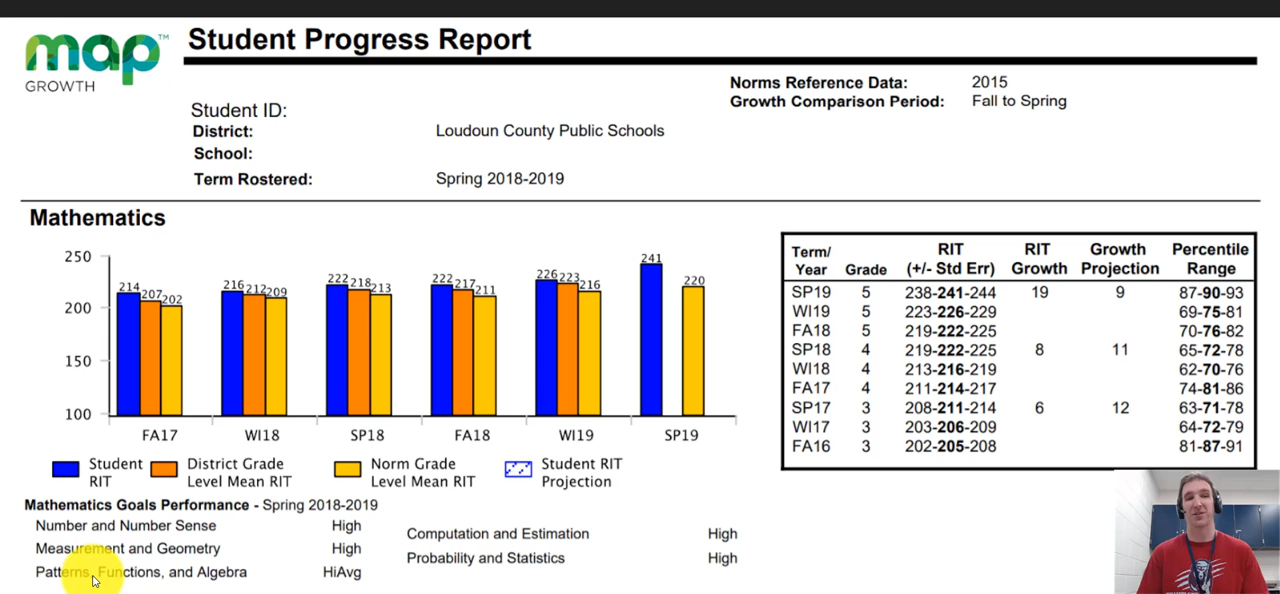 map™
GROWTH
Student Progress Report
Norms Reference Data: 2015
Growth Comparison Period: Fall to Spring
Student ID:
District: Loudoun County Public Schools
School:
Term Rostered: Spring 2018-2019
Mathematics
250
200
150
100
214 207 202
216 212 209
222 218 213
222 217 211
226 223 216
241 220
FA17 WI18 SP18 FA18 WI19 SP19
Student RIT
District Grade Level Mean RIT
Norm Grade Level Mean RIT
Student RIT Projection
Term/Year Grade RIT (+/- Std Err) RIT Growth Growth Projection Percentile Range
SP19 5 238-241-244 19 9 87-90-93
WI19 5 223-226-229 69-75-81
FA18 5 219-222-225 70-76-82
SP18 4 219-222-225 8 11 65-72-78
WI18 4 213-216-219 62-70-76
FA17 4 211-214-217 74-81-86
SP17 3 208-211-214 6 12 63-71-78
WI17 3 203-206-209 64-72-79
FA16 3 202-205-208 81-87-91
Mathematics Goals Performance - Spring 2018-2019
Number and Number Sense High
Measurement and Geometry High
Patterns, Functions, and Algebra HiAvg
Computation and Estimation High
Probability and Statistics High